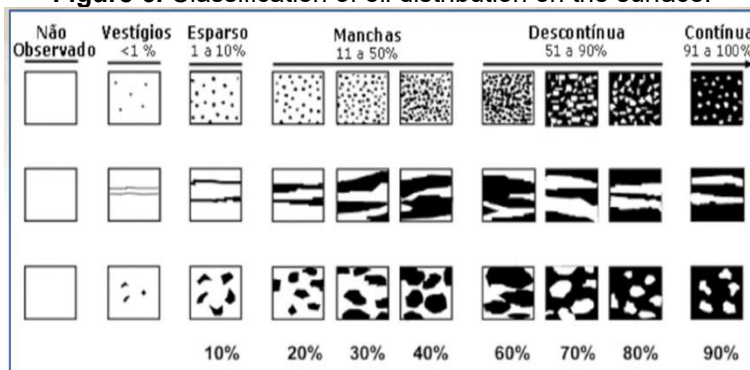 Figure 3. Classification of oil distribution on the surface.
Não Observado
Vestígios
<1 %
Esparso
1 a 10%
Manchas
11 a 50%
Descontínua
51 a 90%
Contínua
91 a 100%
10% 20% 30% 40% 60% 70% 80% 90%